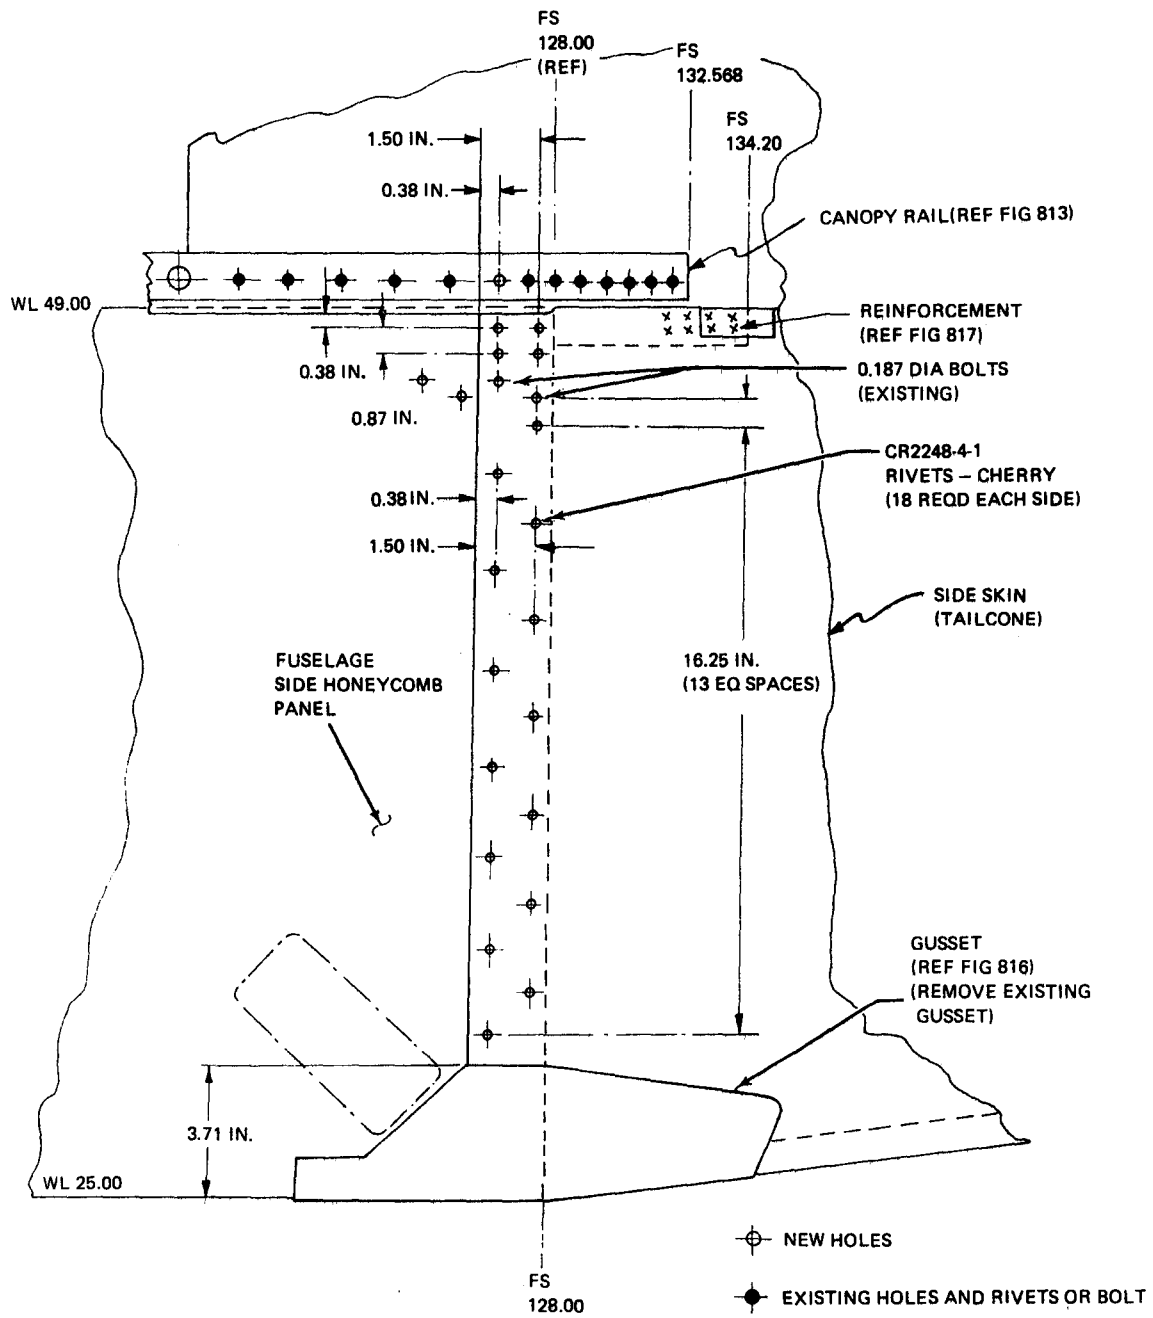 FS
128.00
(REF)
FS
132.568
FS
134.20
1.50 IN.
0.38 IN.
CANOPY RAIL(REF FIG 813)
WL 49.00
REINFORCEMENT
(REF FIG 817)
0.38 IN.
0.187 DIA BOLTS
(EXISTING)
0.87 IN.
CR2248-4-1
RIVETS – CHERRY
(18 REQD EACH SIDE)
0.38 IN.
1.50 IN.
SIDE SKIN
(TAILCONE)
FUSELAGE
SIDE HONEYCOMB
PANEL
16.25 IN.
(13 EQ SPACES)
GUSSET
(REF FIG 816)
(REMOVE EXISTING
GUSSET)
3.71 IN.
WL 25.00
NEW HOLES
FS
128.00
EXISTING HOLES AND RIVETS OR BOLT